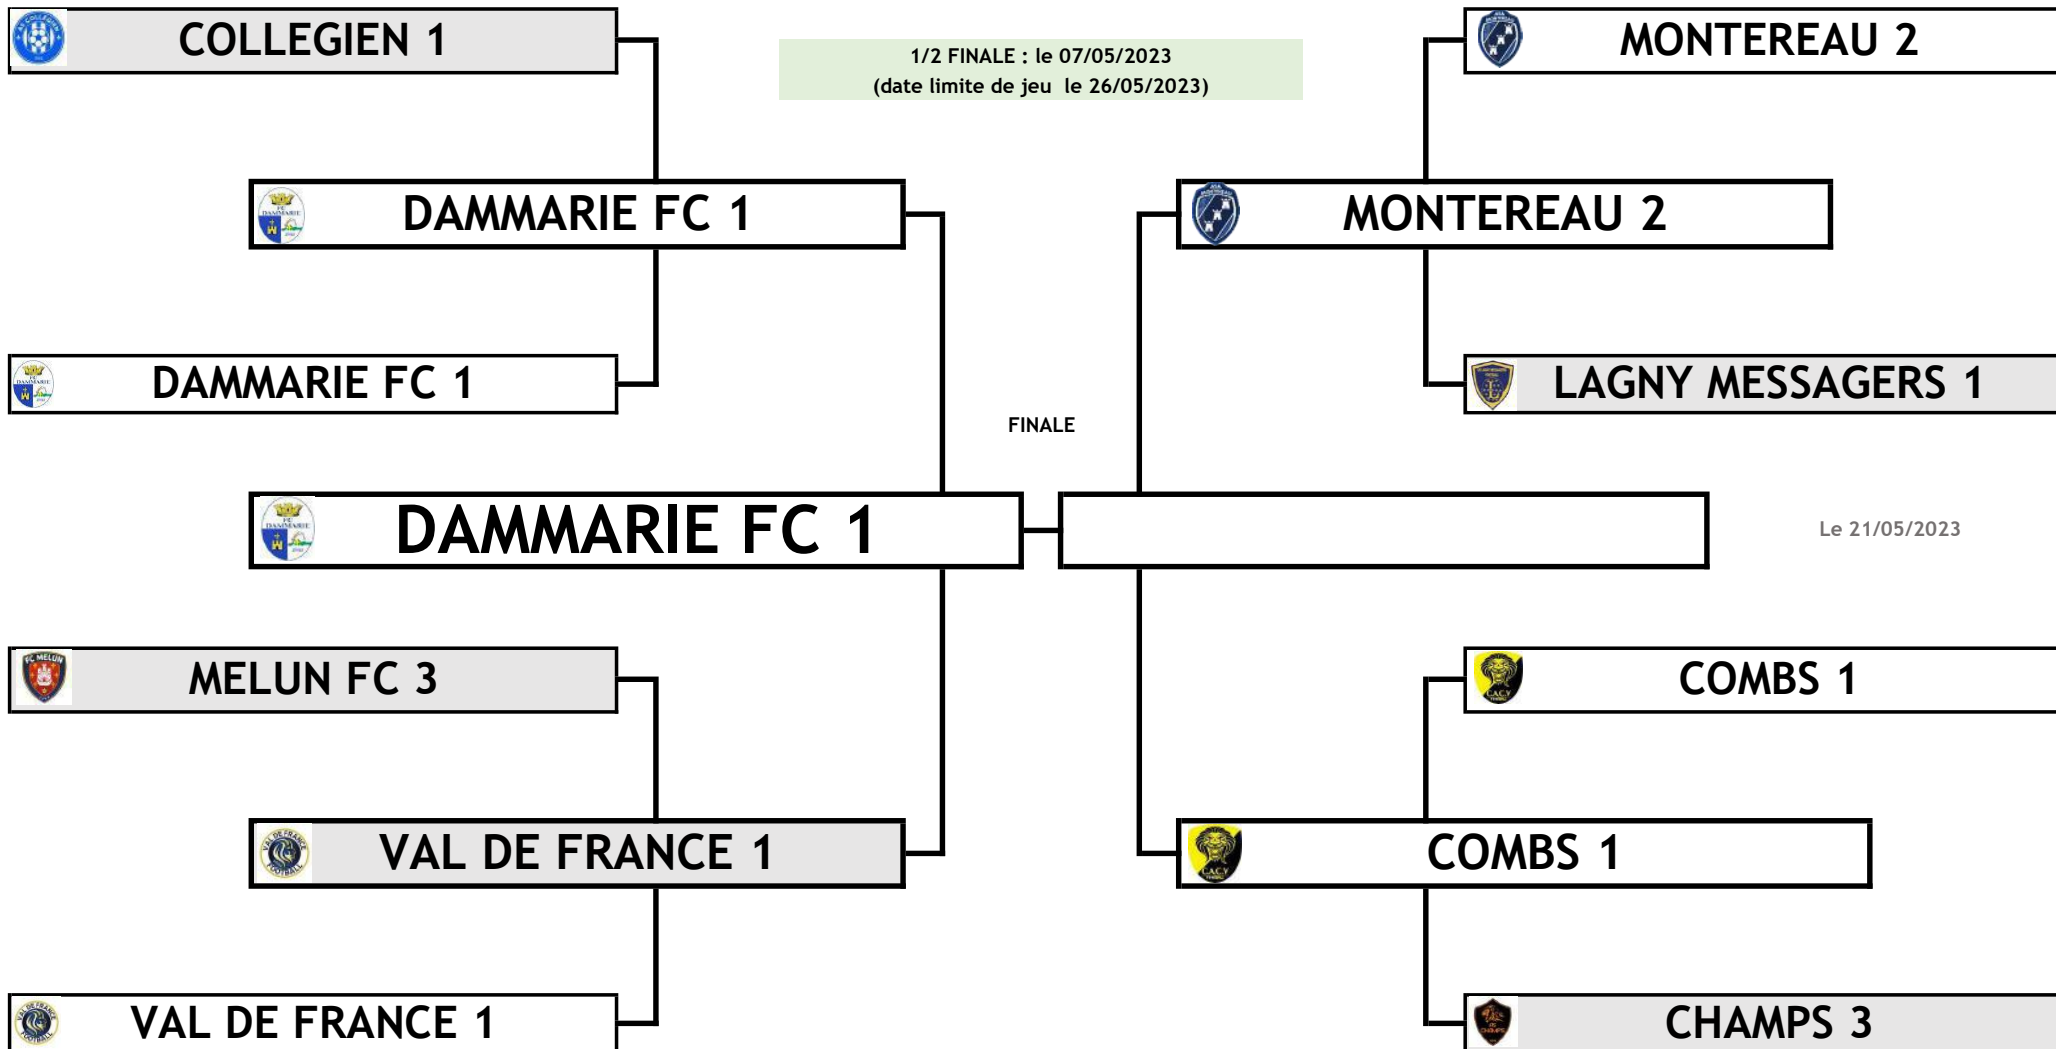 COLLEGIEN 1
1/2 FINALE : le 07/05/2023
(date limite de jeu le 26/05/2023)
MONTEREAU 2
DAMMARIE FC 1
MONTEREAU 2
DAMMARIE FC 1
LAGNY MESSAGERS 1
FINALE
DAMMARIE FC 1
Le 21/05/2023
MELUN FC 3
COMBS 1
VAL DE FRANCE 1
COMBS 1
VAL DE FRANCE 1
CHAMPS 3